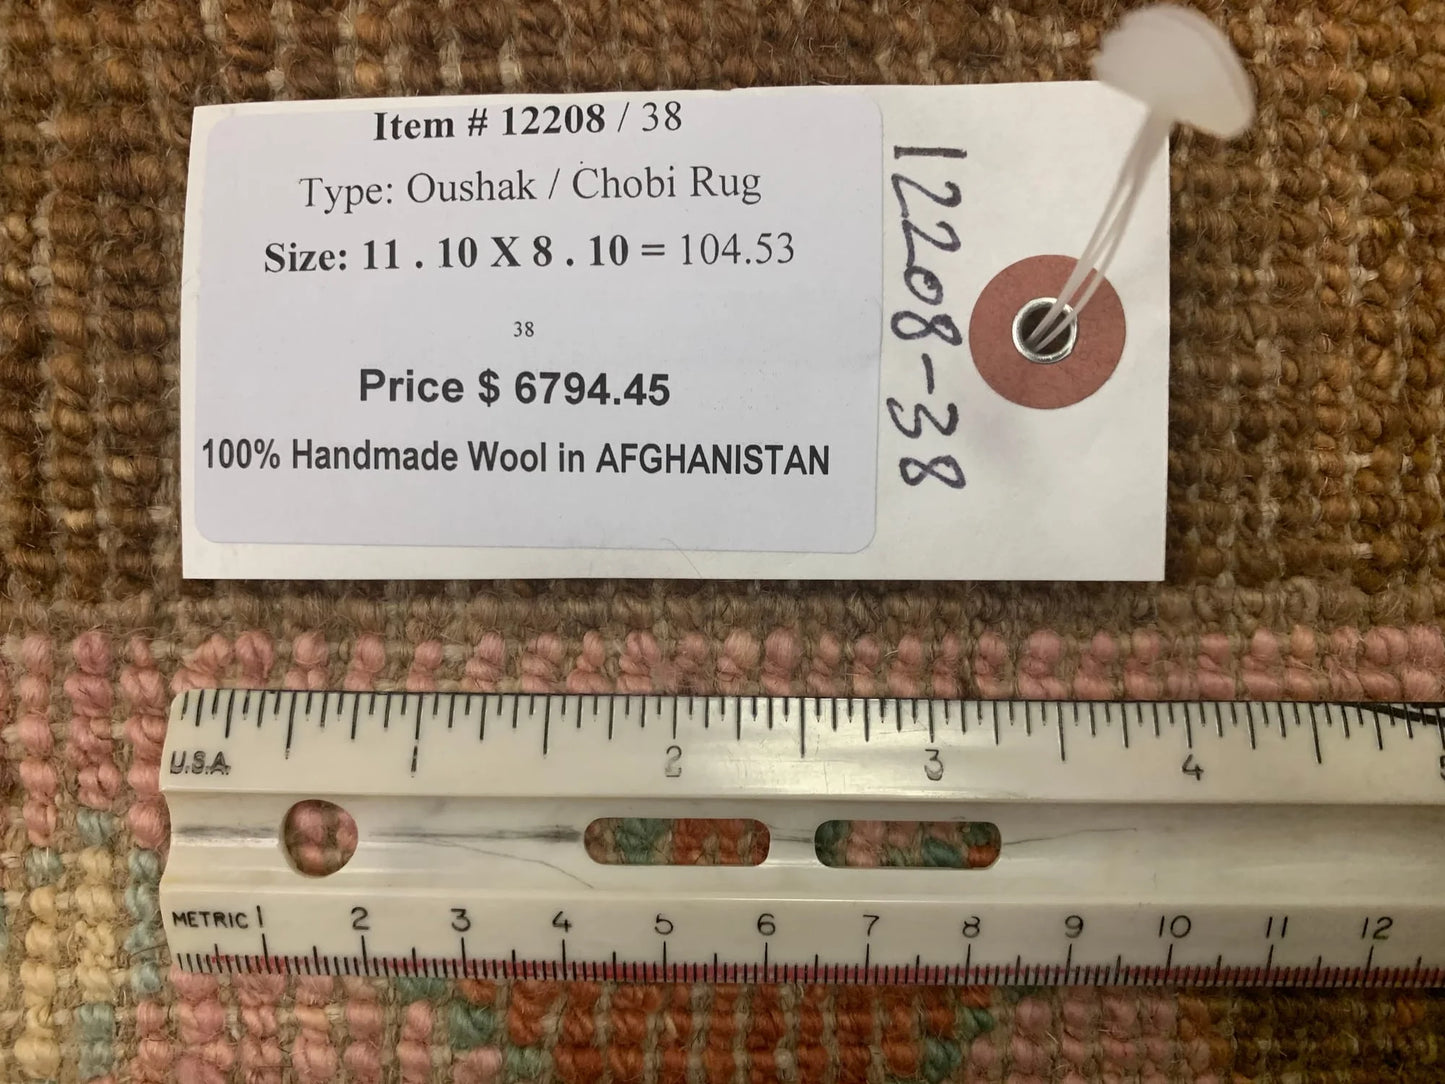 Item # 12208 / 38
Type: Oushak / Chobi Rug
Size: 11 . 10 X 8 . 10 = 104.53
38
Price $ 6794.45
100% Handmade Wool in AFGHANISTAN
12208-38
1 2 3 4 5
U.S.A.
METRIC 1 2 3 4 5 6 7 8 9 10 11 12